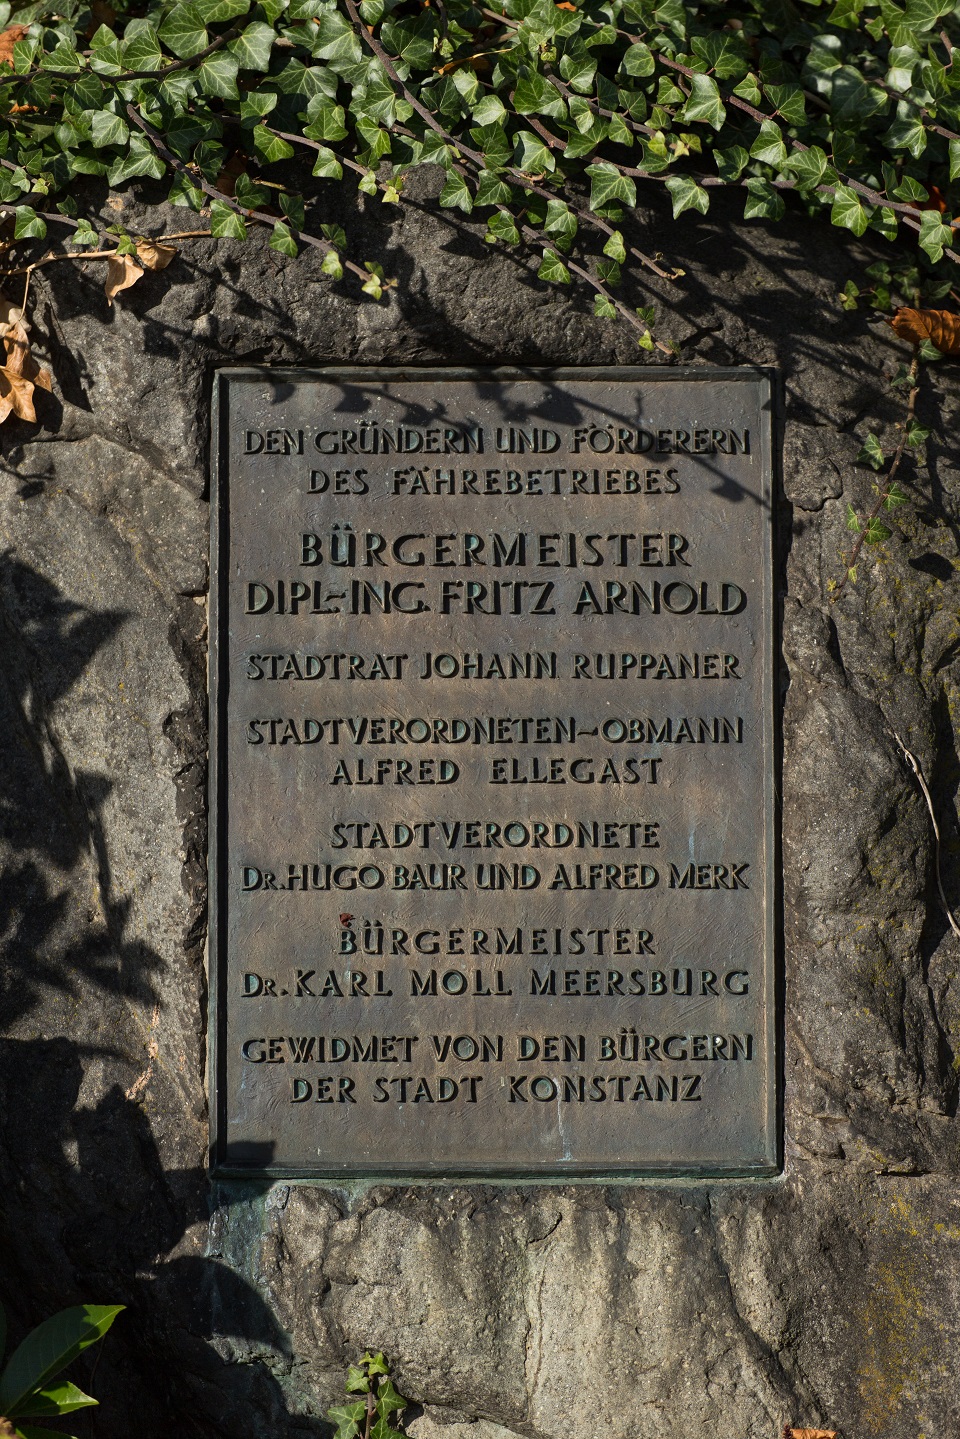 DEN GRÜNDERN UND FÖRDERERN
DES FÄHREBETRIEBES
BÜRGERMEISTER
DIPL-ING. FRITZ ARNOLD
STADTRAT JOHANN RUPPANER
STADTVERORDNETEN-OBMANN
ALFRED ELLEGAST
STADTVERORDNETE
DR. HUGO BAUR UND ALFRED MERK
BÜRGERMEISTER
DR. KARL MOLL MEERSBURG
GEWIDMET VON DEN BÜRGERN
DER STADT KONSTANZ